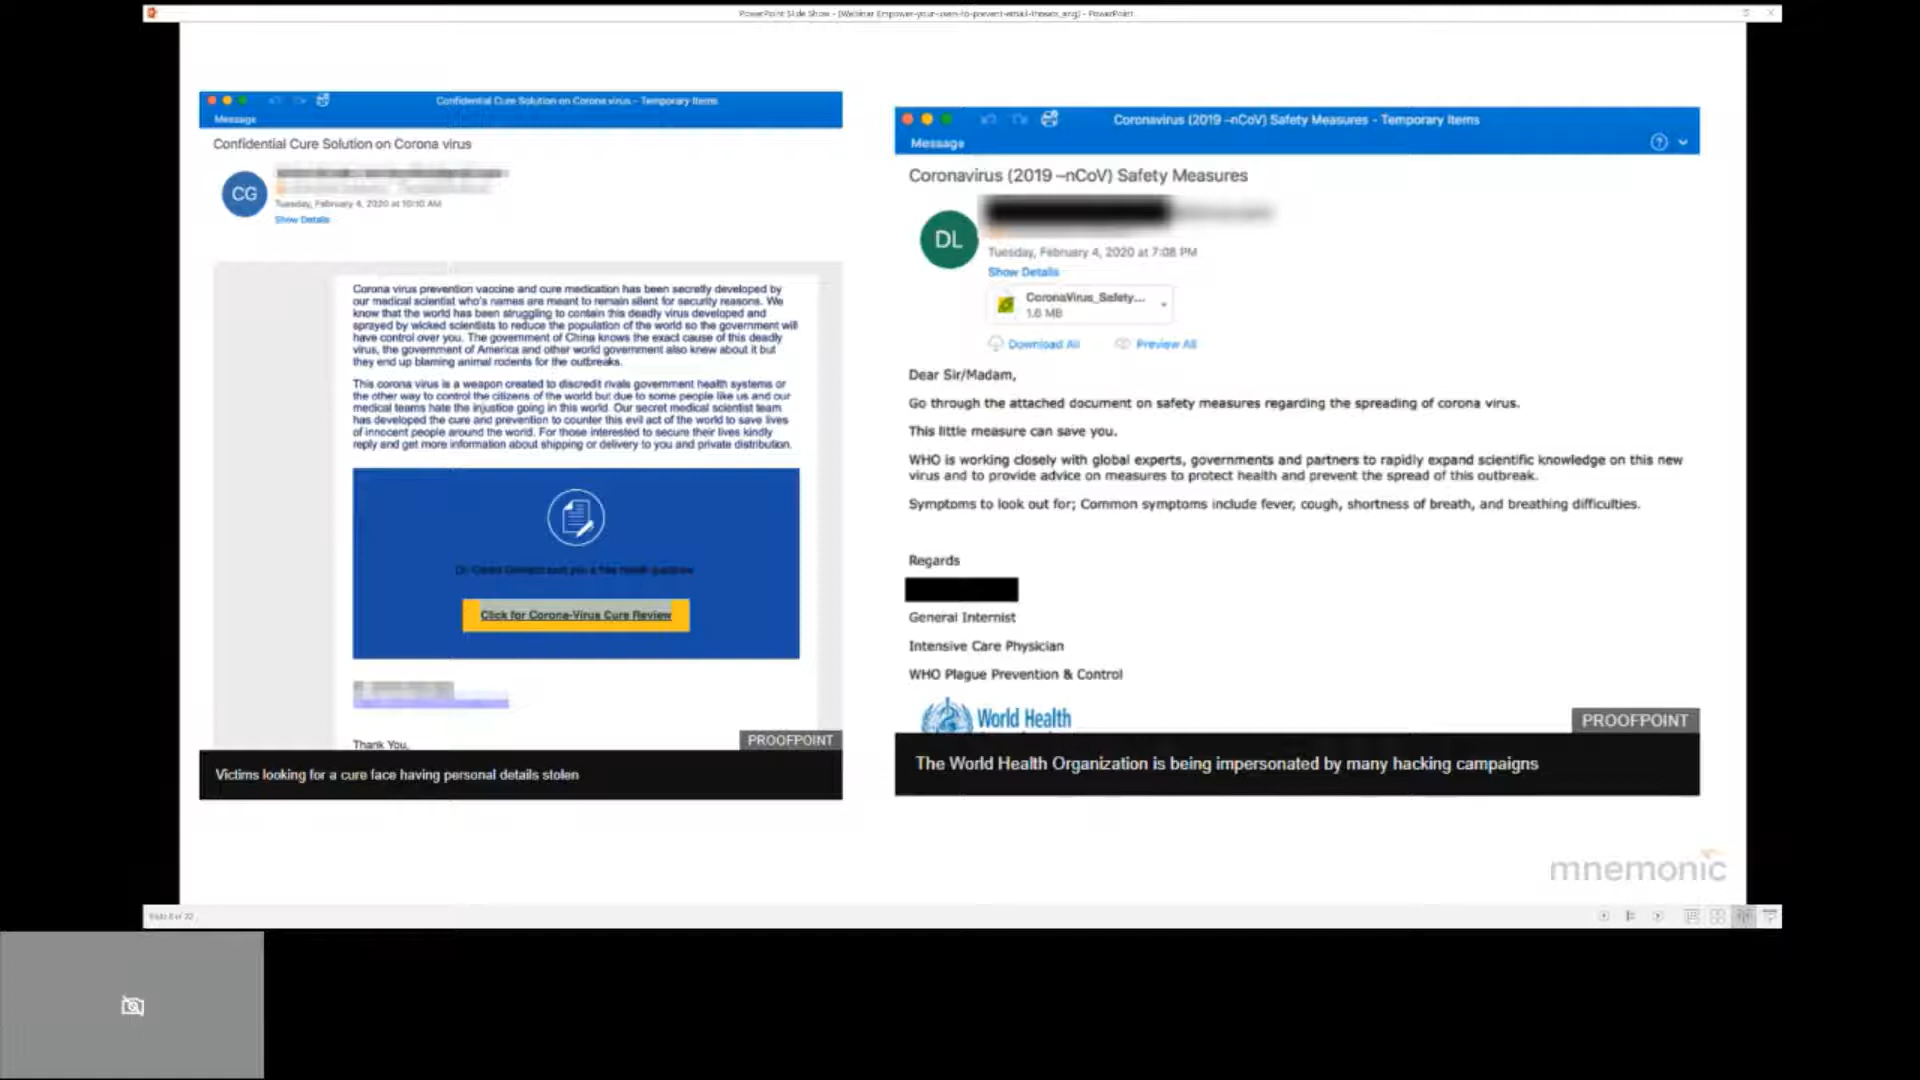 PowerPoint Slide Show - [Webinar Empower-your-users-to-prevent-email-threats_eng] - PowerPoint
Confidential Cure Solution on Corona virus - Temporary Items
Message
Confidential Cure Solution on Corona virus
CG
Tuesday, February 4, 2020 at 10:10 AM
Show Details
Corona virus prevention vaccine and cure medication has been secretly developed by
our medical scientist who's names are meant to remain silent for security reasons. We
know that the world has been struggling to contain this deadly virus developed and
sprayed by wicked scientists to reduce the population of the world so the government will
have control over you. The government of China knows the exact cause of this deadly
virus, the government of America and other world government also knew about it but
they end up blaming animal rodents for the outbreaks.
This corona virus is a weapon created to discredit rivals government health systems or
the other way to control the citizens of the world but due to some people like us and our
medical teams hate the injustice going in this world. Our secret medical scientist team
has developed the cure and prevention to counter this evil act of the world to save lives
of innocent people around the world. For those interested to secure their lives kindly
reply and get more information about shipping or delivery to you and private distribution.
Click for Corona-Virus Cure Review
Thank You,
PROOFPOINT
Victims looking for a cure face having personal details stolen
Coronavirus (2019 –nCoV) Safety Measures - Temporary Items
Message
Coronavirus (2019 –nCoV) Safety Measures
DL
Tuesday, February 4, 2020 at 7:08 PM
Show Details
CoronaVirus_Safety...
1.6 MB
Download All Preview All
Dear Sir/Madam,
Go through the attached document on safety measures regarding the spreading of corona virus.
This little measure can save you.
WHO is working closely with global experts, governments and partners to rapidly expand scientific knowledge on this new
virus and to provide advice on measures to protect health and prevent the spread of this outbreak.
Symptoms to look out for; Common symptoms include fever, cough, shortness of breath, and breathing difficulties.
Regards
General Internist
Intensive Care Physician
WHO Plague Prevention & Control
World Health
PROOFPOINT
The World Health Organization is being impersonated by many hacking campaigns
mnemonic